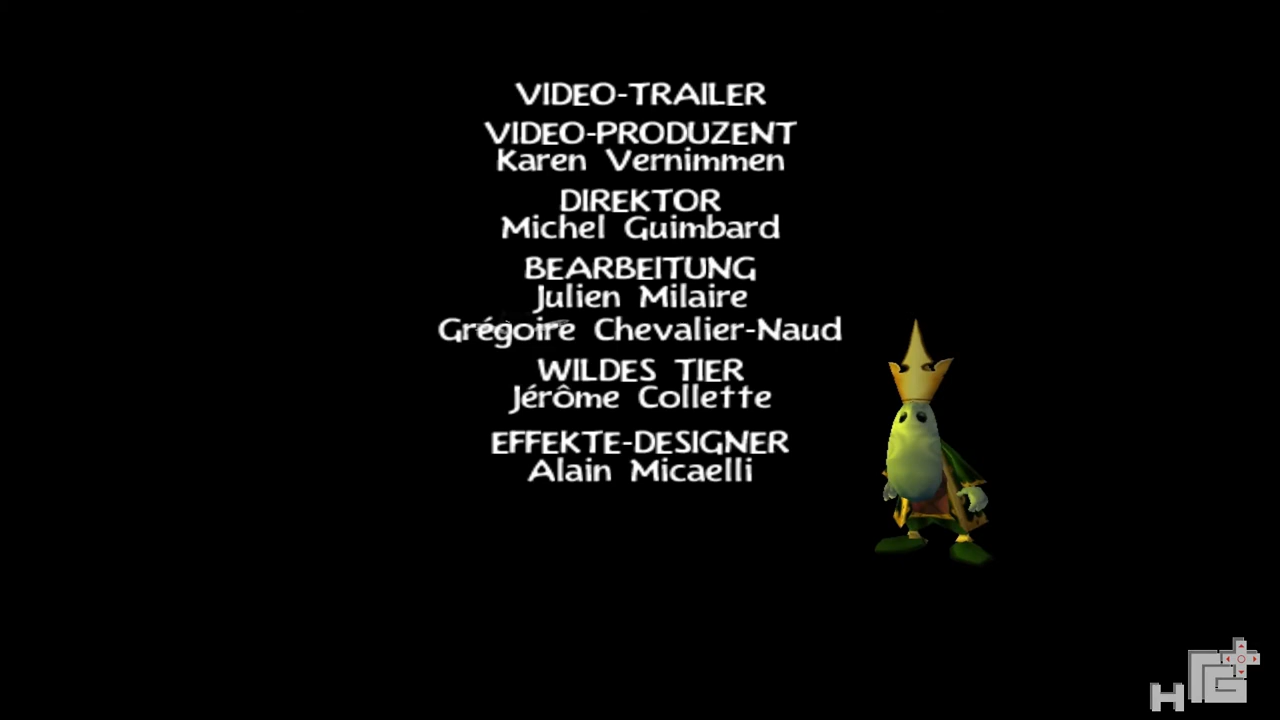 VIDEO-TRAILER
VIDEO-PRODUZENT
Karen Vernimmen
DIREKTOR
Michel Guimbard
BEARBEITUNG
Julien Milaire
Grégoire Chevalier-Naud
WILDES TIER
Jérôme Collette
EFFEKTE-DESIGNER
Alain Micaelli